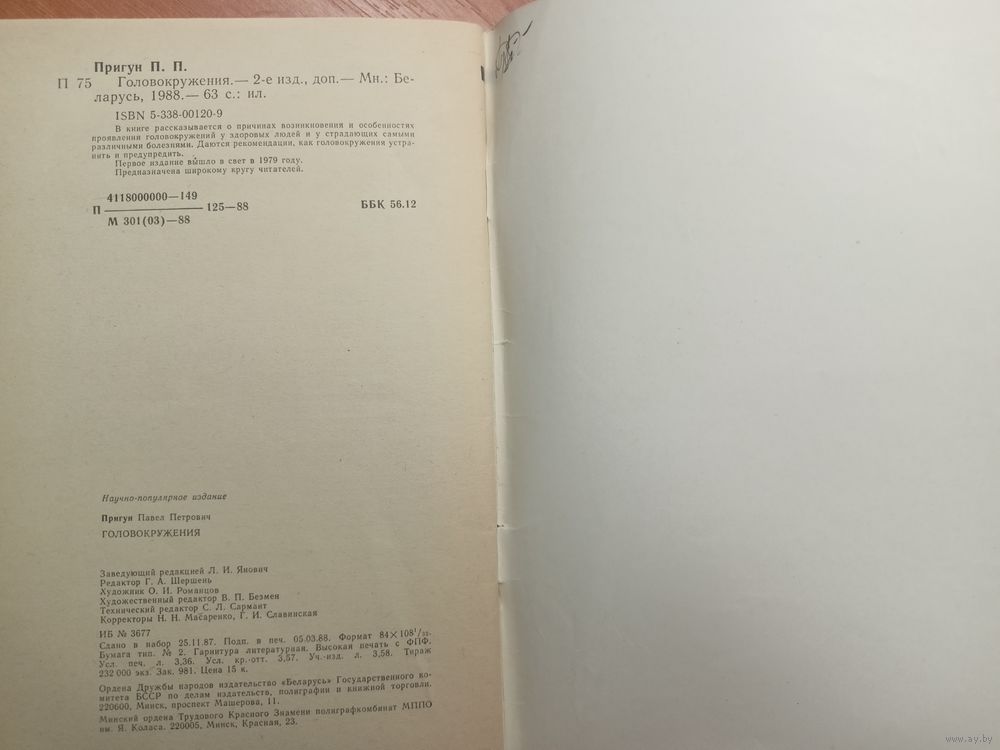 Пригун П. П.
П 75 Головокружения.— 2-е изд., доп.— Мн.: Бе-
ларусь, 1988.— 63 с.: ил.
ISBN 5-338-00120-9
В книге рассказывается о причинах возникновения и особенностях
проявления головокружений у здоровых людей и у страдающих самыми
различными болезнями. Даются рекомендации, как головокружения устра-
нить и предупредить.
Первое издание вышло в свет в 1979 году.
Предназначена широкому кругу читателей.
4118000000—149
П 125—88
М 301(03)—88
ББК 56.12
Научно-популярное издание
Пригун Павел Петрович
ГОЛОВОКРУЖЕНИЯ
Заведующий редакцией Л. И. Янович
Редактор Г. А. Шершень
Художник О. И. Романцов
Художественный редактор В. П. Безмен
Технический редактор С. Л. Сармант
Корректоры Н. Н. Макаренко, Г. И. Славинская
ИБ № 3677
Сдано в набор 25.11.87. Подп. в печ. 05.03.88. Формат 84×108¹/₃₂.
Бумага тип. № 2. Гарнитура литературная. Высокая печать с ФПФ.
Усл. печ. л. 3,36. Усл. кр.-отт. 3,57. Уч.-изд. л. 3,58. Тираж
232 000 экз. Зак. 981. Цена 15 к.
Ордена Дружбы народов издательство «Беларусь» Государственного ко-
митета БССР по делам издательств, полиграфии и книжной торговли.
220600, Минск, проспект Машерова, 11.
Минский ордена Трудового Красного Знамени полиграфкомбинат МППО
им. Я. Коласа. 220005, Минск, Красная, 23.
www.ay.by